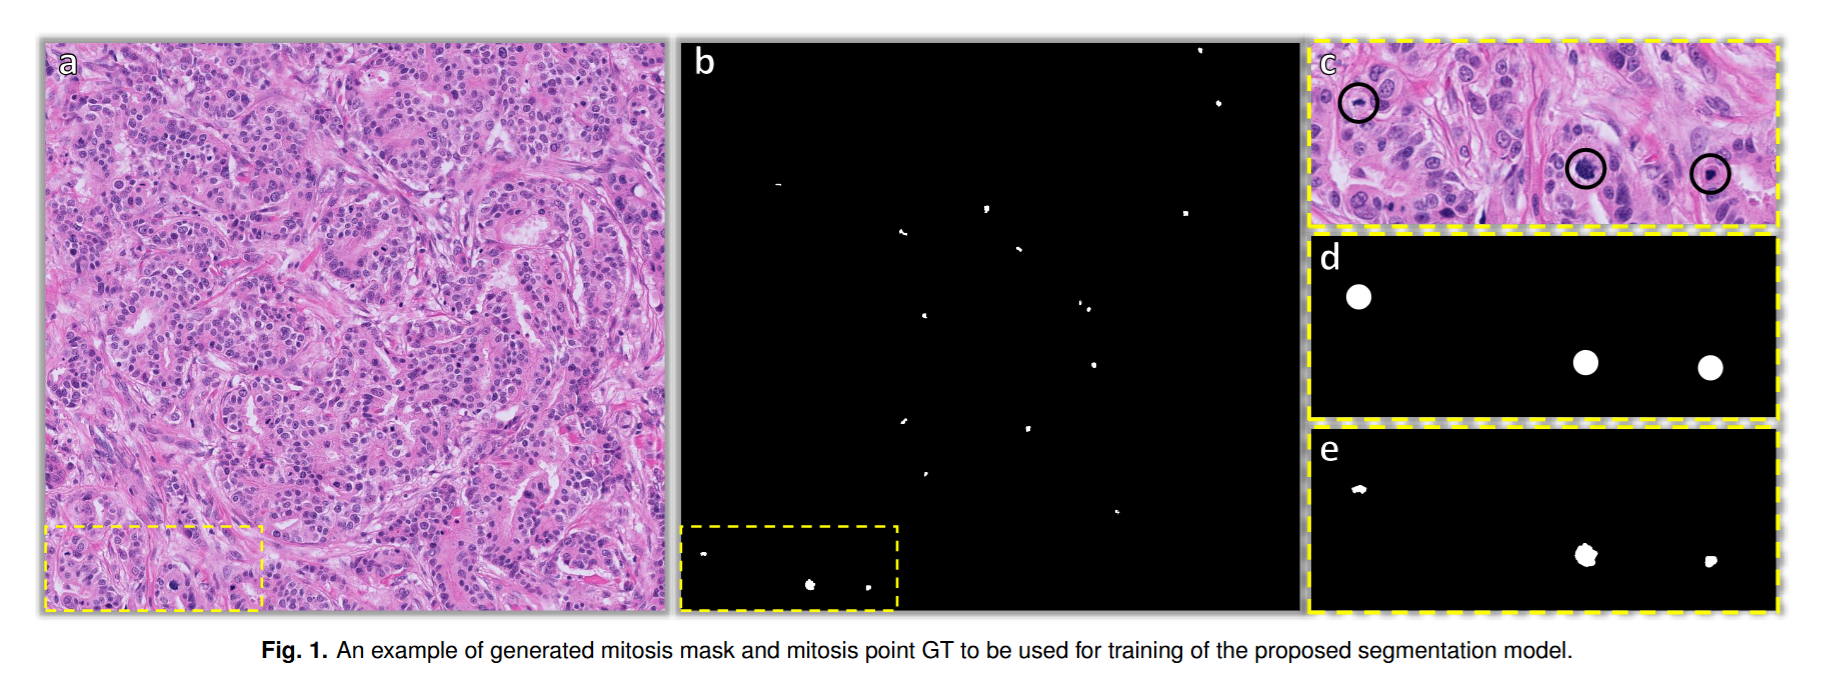 a
b
c
d
e
Fig. 1. An example of generated mitosis mask and mitosis point GT to be used for training of the proposed segmentation model.